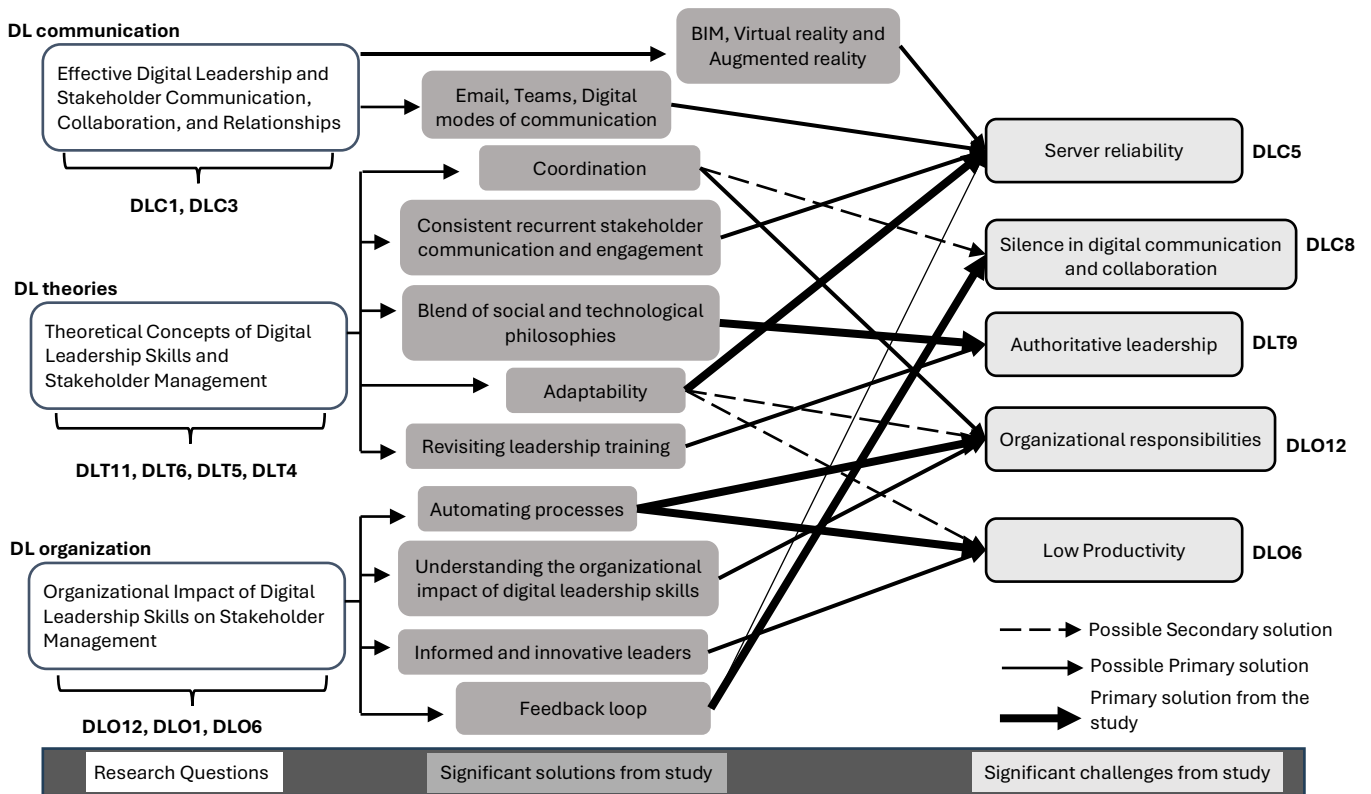 DL communication
Effective Digital Leadership and
Stakeholder Communication,
Collaboration, and Relationships
DLC1, DLC3
DL theories
Theoretical Concepts of Digital
Leadership Skills and
Stakeholder Management
DLT11, DLT6, DLT5, DLT4
DL organization
Organizational Impact of Digital
Leadership Skills on Stakeholder
Management
DLO12, DLO1, DLO6
BIM, Virtual reality and
Augmented reality
Email, Teams, Digital
modes of communication
Coordination
Consistent recurrent stakeholder
communication and engagement
Blend of social and technological
philosophies
Adaptability
Revisiting leadership training
Automating processes
Understanding the organizational
impact of digital leadership skills
Informed and innovative leaders
Feedback loop
Server reliability
DLC5
Silence in digital communication
and collaboration
DLC8
Authoritative leadership
DLT9
Organizational responsibilities
DLO12
Low Productivity
DLO6
Possible Secondary solution
Possible Primary solution
Primary solution from the
study
Research Questions
Significant solutions from study
Significant challenges from study